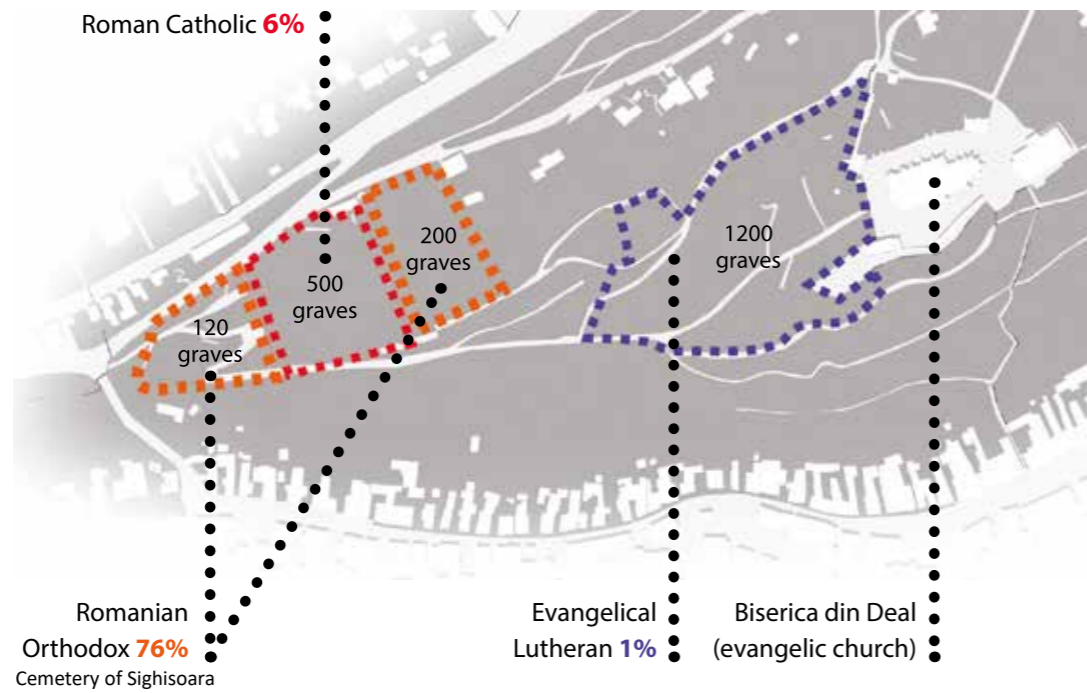 Roman Catholic 6%
200
graves
1200
graves
500
graves
120
graves
Romanian
Orthodox 76%
Cemetery of Sighisoara
Evangelical
Lutheran 1%
Biserica din Deal
(evangelic church)